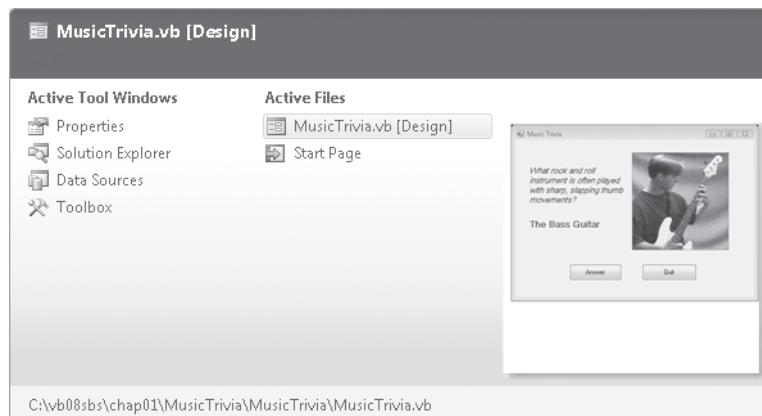 MusicTrivia.vb [Design]
Active Tool Windows
Properties
Solution Explorer
Data Sources
Toolbox
Active Files
MusicTrivia.vb [Design]
Start Page
Music Trivia
What rock and roll
instrument is often played
with sharp, slapping thumb
movements?
The Bass Guitar
Answer
Quit
C:\vb08sbs\chap01\MusicTrivia\MusicTrivia\MusicTrivia.vb